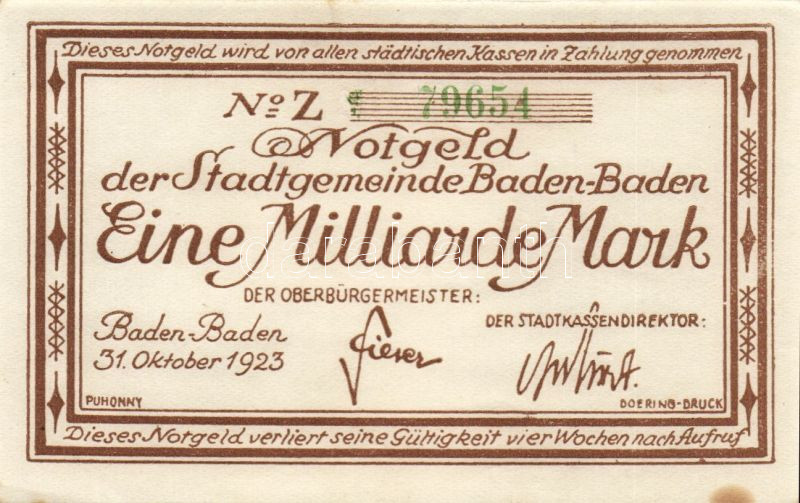 Dieses Notgeld wird von allen städtischen Kassen in Zahlung genommen
No Z 79654
Notgeld
der Stadtgemeinde Baden-Baden
Eine Milliarde Mark
darabanth
DER OBERBÜRGERMEISTER:
Baden-Baden
31. Oktober 1923
Fieser
DER STADTKASSENDIREKTOR:
PUHONNY
DOERING-DRUCK
Dieses Notgeld verliert seine Gültigkeit vier Wochen nach Aufruf